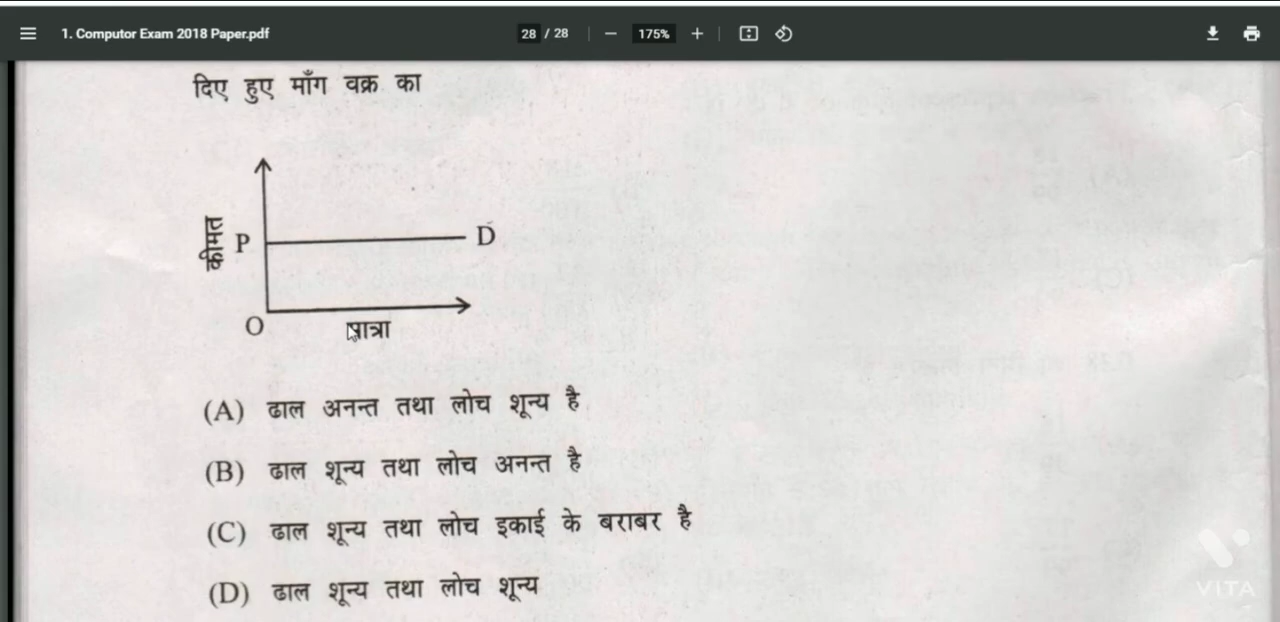 1. Computor Exam 2018 Paper.pdf
28 / 28
175%
दिए हुए माँग वक्र का
कीमत
P
D
O
मात्रा
(A) ढाल अनन्त तथा लोच शून्य है
(B) ढाल शून्य तथा लोच अनन्त है
(C) ढाल शून्य तथा लोच इकाई के बराबर है
(D) ढाल शून्य तथा लोच शून्य
VITA